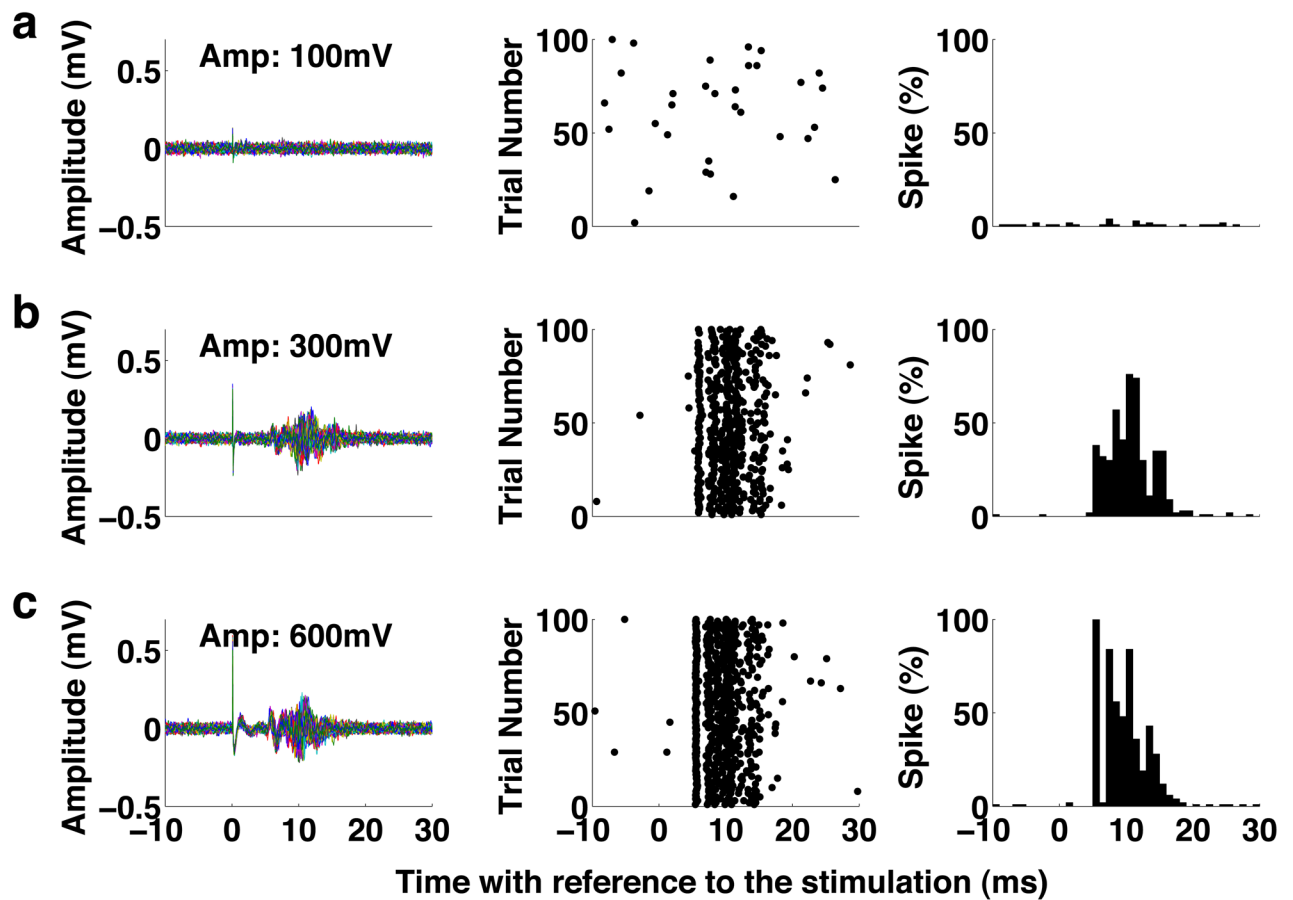 a
Amplitude (mV)
0.5
0
−0.5
Amp: 100mV
Trial Number
100
50
0
Spike (%)
100
50
0
b
Amplitude (mV)
0.5
0
−0.5
Amp: 300mV
Trial Number
100
50
0
Spike (%)
100
50
0
c
Amplitude (mV)
0.5
0
−0.5
Amp: 600mV
−10 0 10 20 30
Trial Number
100
50
0
−10 0 10 20 30
Spike (%)
100
50
0
−10 0 10 20 30
Time with reference to the stimulation (ms)